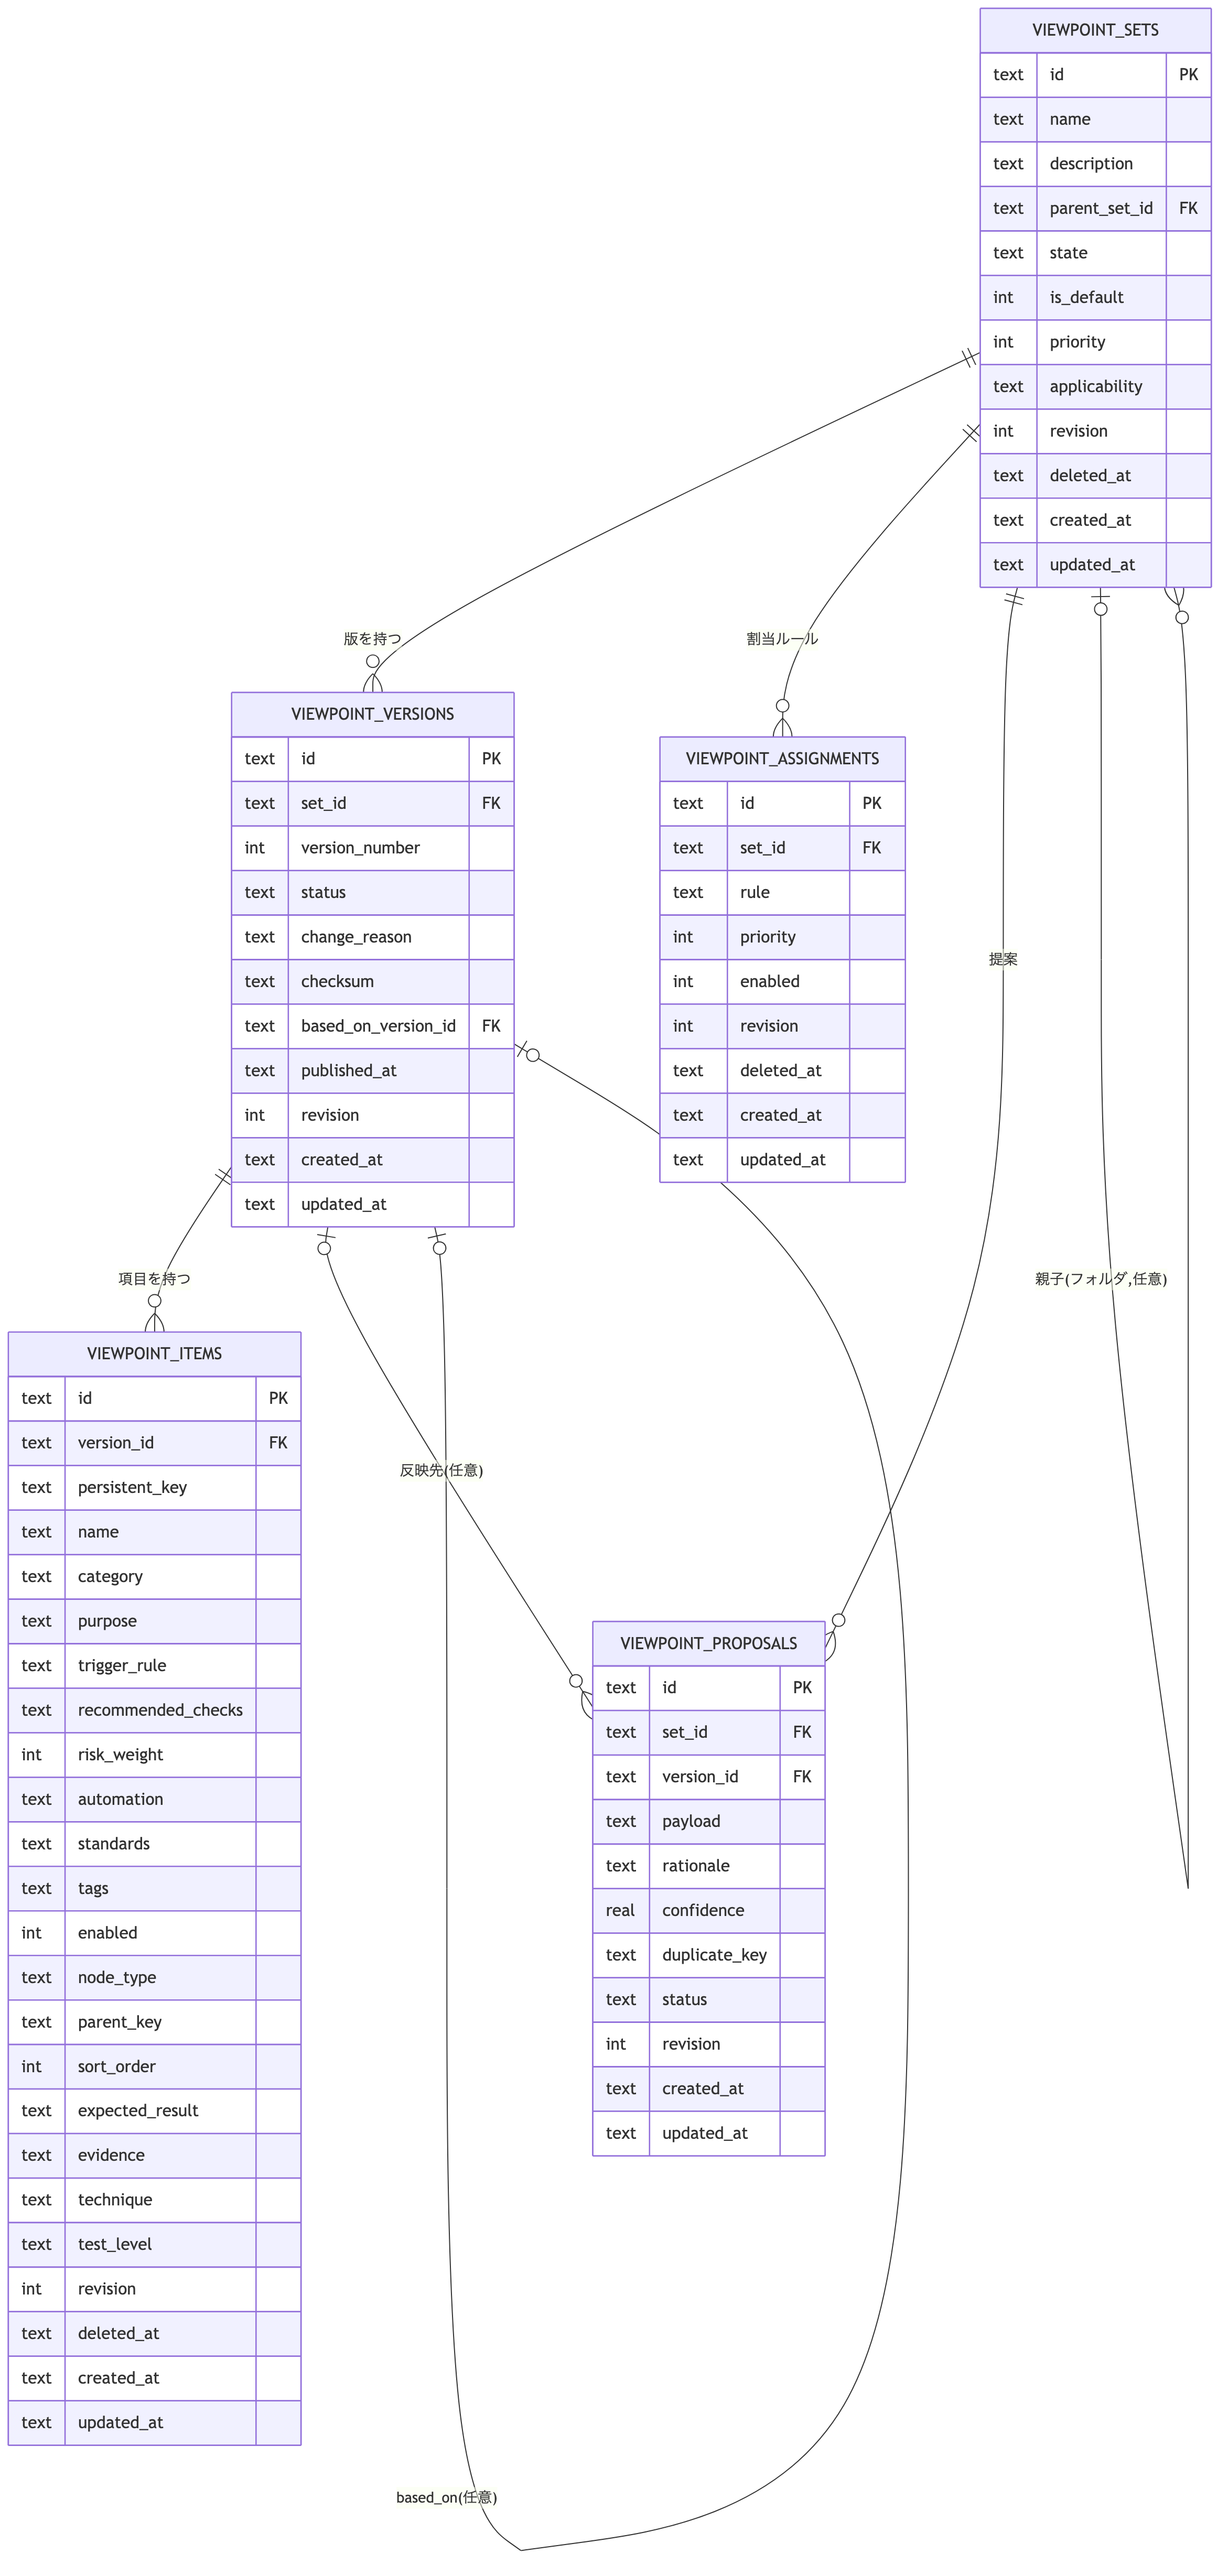 VIEWPOINT_SETS
text id PK
text name
text description
text parent_set_id FK
text state
int is_default
int priority
text applicability
int revision
text deleted_at
text created_at
text updated_at
版を持つ
割当ルール
VIEWPOINT_VERSIONS
text id PK
text set_id FK
int version_number
text status
text change_reason
text checksum
text based_on_version_id FK
text published_at
int revision
text created_at
text updated_at
VIEWPOINT_ASSIGNMENTS
text id PK
text set_id FK
text rule
int priority
int enabled
int revision
text deleted_at
text created_at
text updated_at
提案
項目を持つ
親子(フォルダ,任意)
VIEWPOINT_ITEMS
text id PK
text version_id FK
text persistent_key
text name
text category
text purpose
text trigger_rule
text recommended_checks
int risk_weight
text automation
text standards
text tags
int enabled
text node_type
text parent_key
int sort_order
text expected_result
text evidence
text technique
text test_level
int revision
text deleted_at
text created_at
text updated_at
反映先(任意)
VIEWPOINT_PROPOSALS
text id PK
text set_id FK
text version_id FK
text payload
text rationale
real confidence
text duplicate_key
text status
int revision
text created_at
text updated_at
based_on(任意)